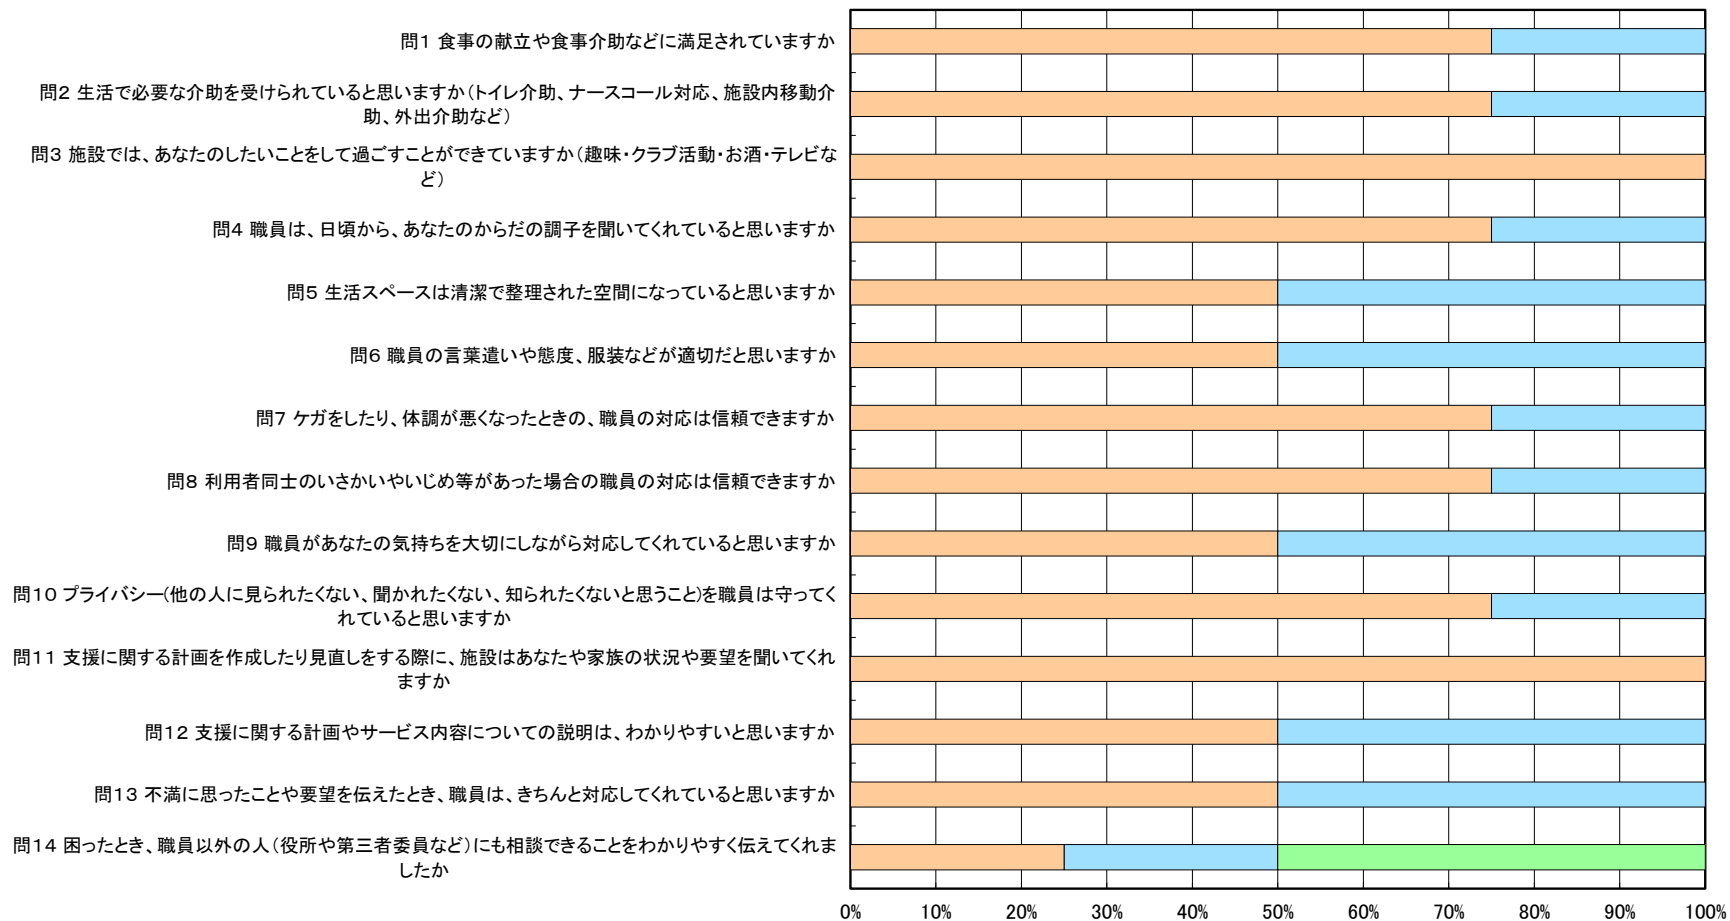 問1 食事の献立や食事介助などに満足されていますか
問2 生活で必要な介助を受けられていると思いますか(トイレ介助、ナースコール対応、施設内移動介
助、外出介助など)
問3 施設では、あなたのしたいことをして過ごすことができていますか(趣味・クラブ活動・お酒・テレビな
ど)
問4 職員は、日頃から、あなたのからだの調子を聞いてくれていると思いますか
問5 生活スペースは清潔で整理された空間になっていると思いますか
問6 職員の言葉遣いや態度、服装などが適切だと思いますか
問7 ケガをしたり、体調が悪くなったときの、職員の対応は信頼できますか
問8 利用者同士のいさかいやいじめ等があった場合の職員の対応は信頼できますか
問9 職員があなたの気持ちを大切にしながら対応してくれていると思いますか
問10 プライバシー(他の人に見られたくない、聞かれたくない、知られたくないと思うこと)を職員は守ってく
れていると思いますか
問11 支援に関する計画を作成したり見直しをする際に、施設はあなたや家族の状況や要望を聞いてくれ
ますか
問12 支援に関する計画やサービス内容についての説明は、わかりやすいと思いますか
問13 不満に思ったことや要望を伝えたとき、職員は、きちんと対応してくれていると思いますか
問14 困ったとき、職員以外の人(役所や第三者委員など)にも相談できることをわかりやすく伝えてくれま
したか
0% 10% 20% 30% 40% 50% 60% 70% 80% 90% 100%